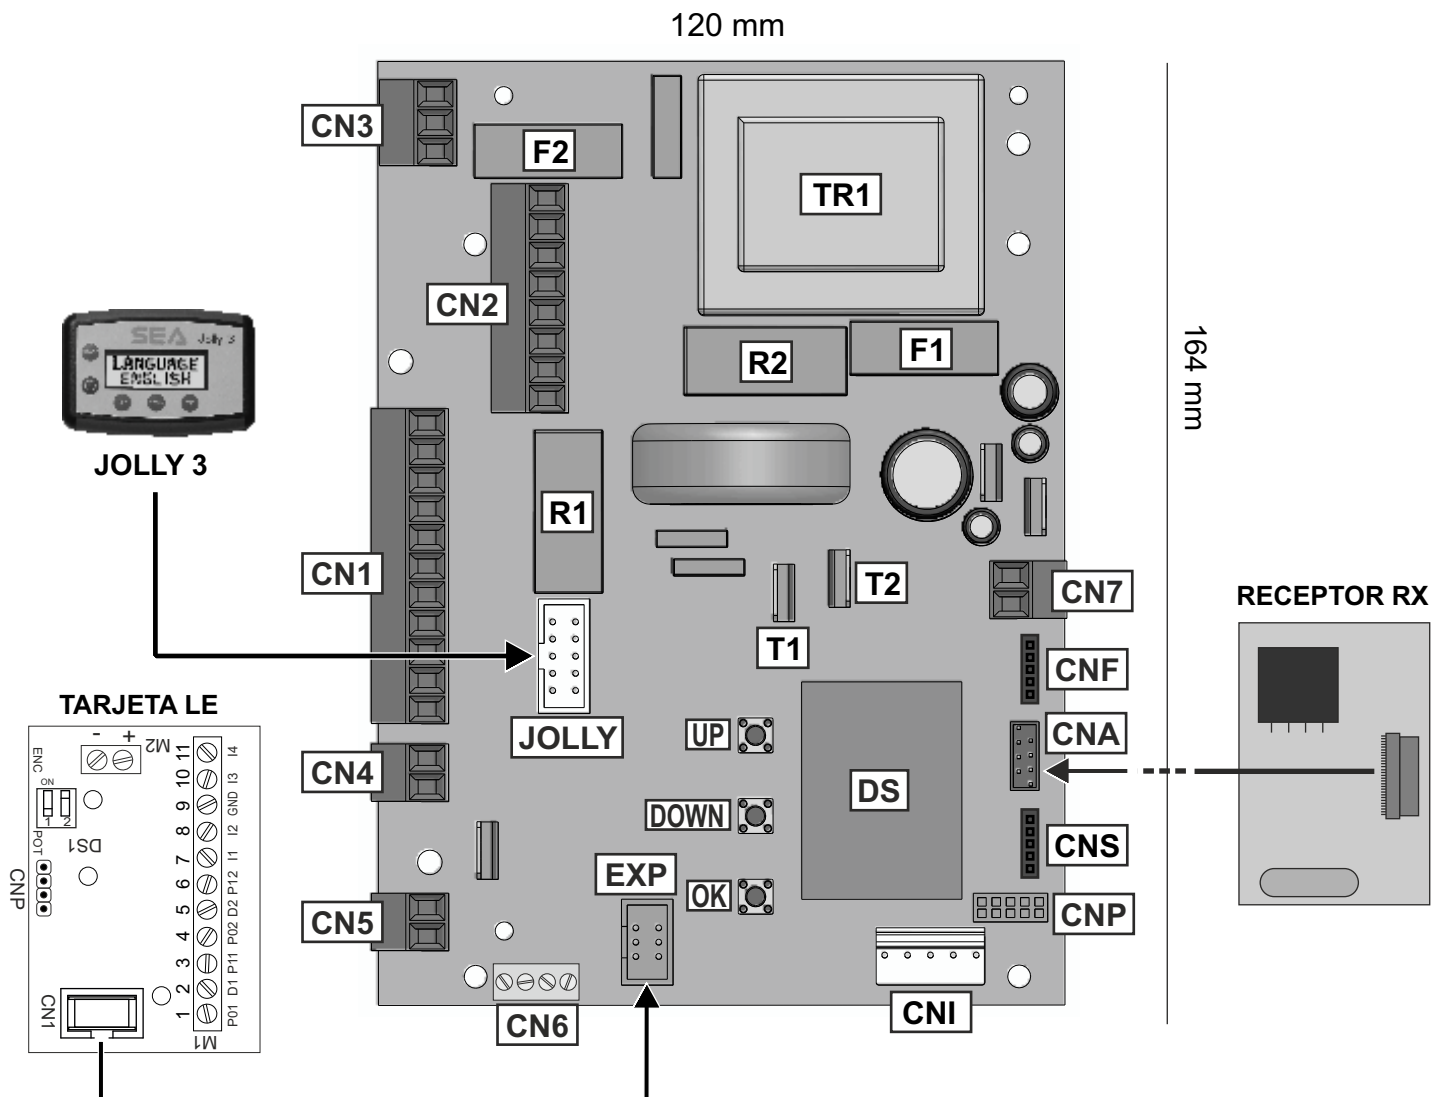 120 mm
CN3
F2
TR1
CN2
R2
F1
164 mm
SEA Jolly 3
LANGUAGE
ENGLISH
JOLLY 3
R1
CN1
T2
CN7
T1
RECEPTOR RX
CNF
TARJETA LE
JOLLY
UP
CNA
CN4
DS
DOWN
CNS
EXP
OK
CNP
CN5
CNI
CN6
- +
M2
ENC
ON
1 2
DS1
POT
CNP
CN1
11 I4
10 I3
9 GND
8 I2
7 I1
6 P12
5 D2
4 P02
3 P11
2 D1
1 P01
M1